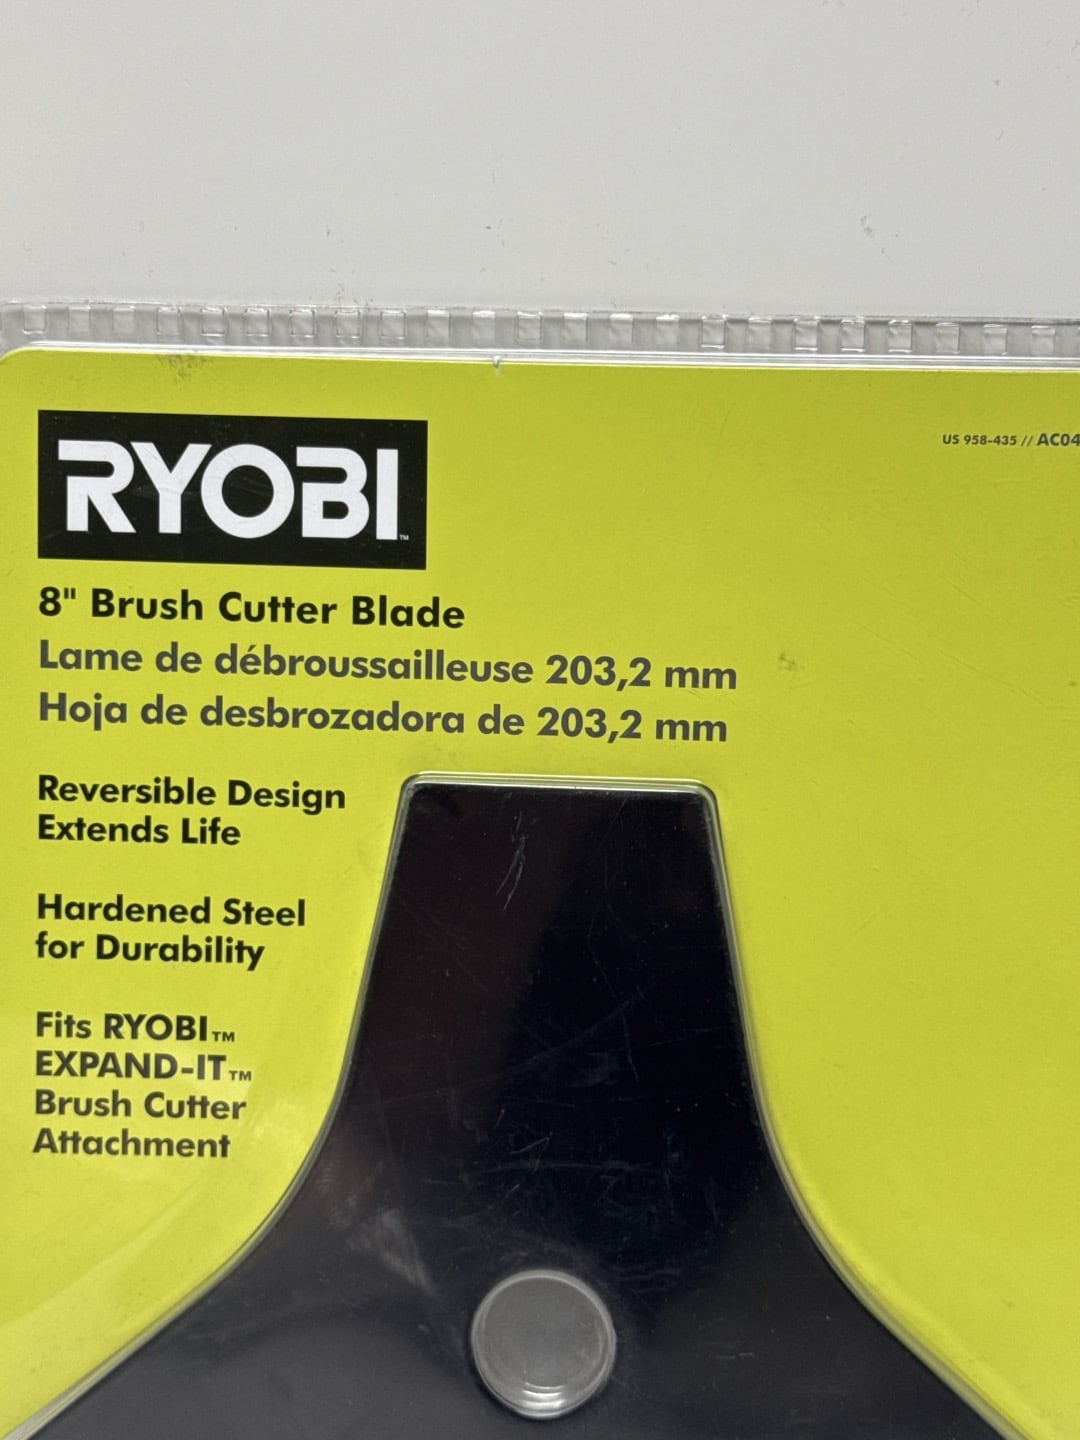 RYOBI™
US 958-435 // AC04
8" Brush Cutter Blade
Lame de débroussailleuse 203,2 mm
Hoja de desbrozadora de 203,2 mm
Reversible Design
Extends Life
Hardened Steel
for Durability
Fits RYOBI™
EXPAND-IT™
Brush Cutter
Attachment